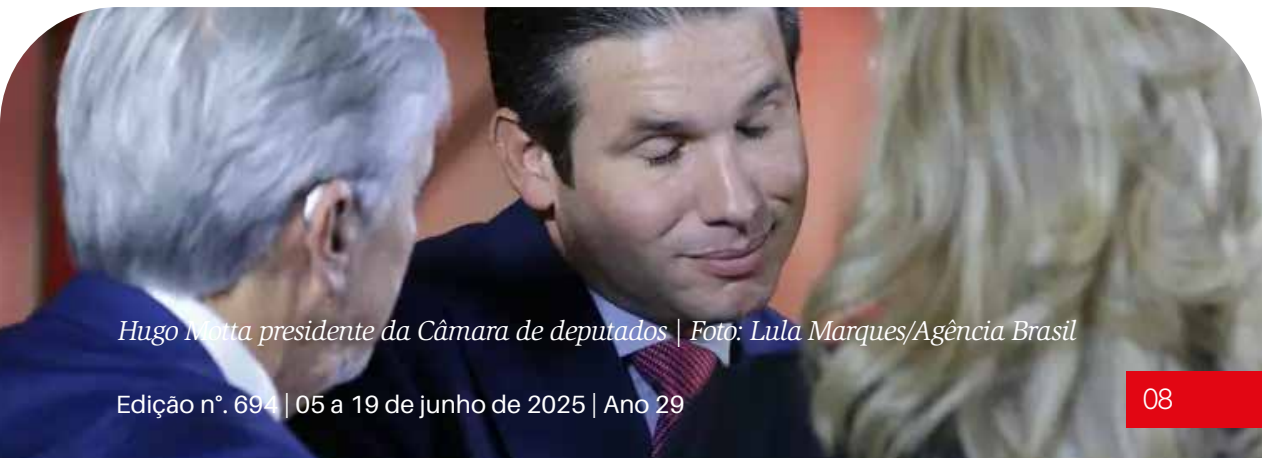 Hugo Motta presidente da Câmara de deputados | Foto: Lula Marques/Agência Brasil
Edição n°. 694 | 05 a 19 de junho de 2025 | Ano 29
08